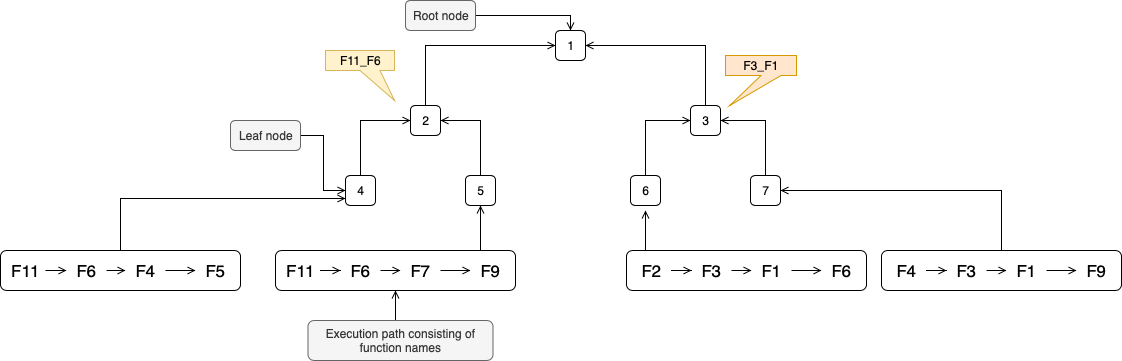 Root node
1
F11_F6
F3_F1
2
3
Leaf node
4
5
6
7
F11 → F6 → F4 → F5
F11 → F6 → F7 → F9
F2 → F3 → F1 → F6
F4 → F3 → F1 → F9
Execution path consisting of
function names